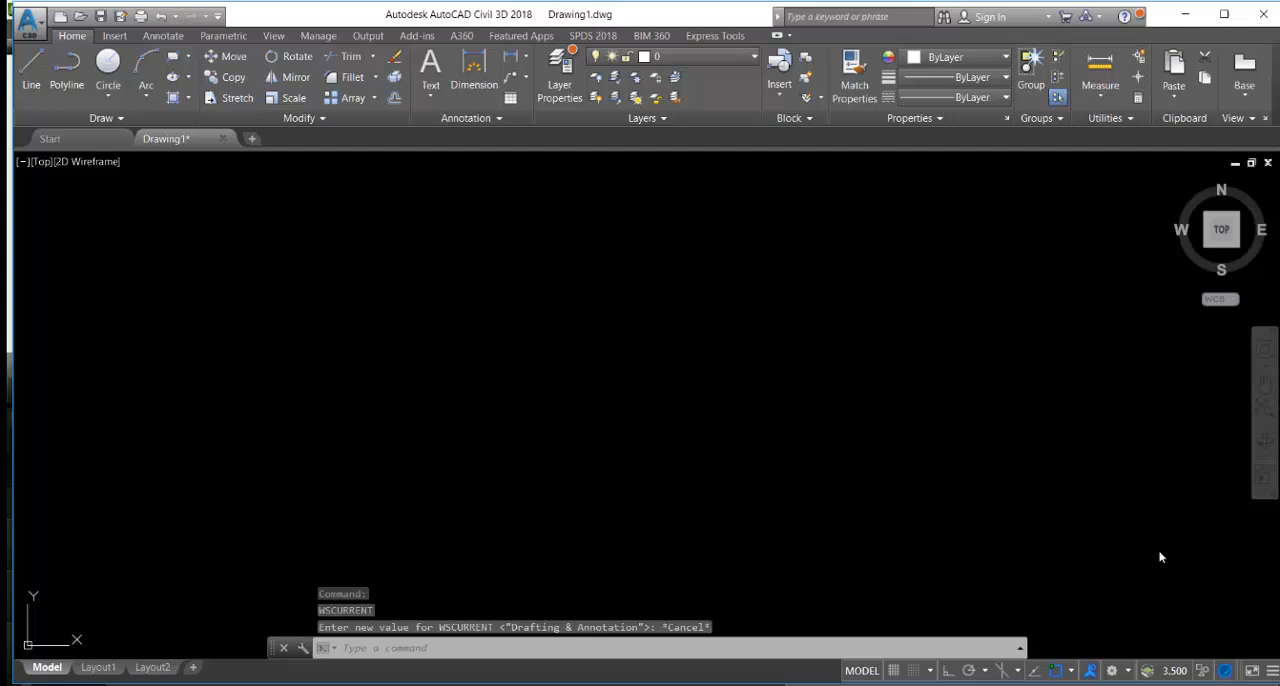 Autodesk AutoCAD Civil 3D 2018 Drawing1.dwg Type a keyword or phrase Sign In
C3D Home Insert Annotate Parametric View Manage Output Add-ins A360 Featured Apps SPDS 2018 BIM 360 Express Tools
Line Polyline Circle Arc
Move Rotate Trim
Copy Mirror Fillet
Stretch Scale Array
Text Dimension
Layer Properties 0
Insert
Match Properties
ByLayer
ByLayer
ByLayer
Group Measure Paste Base
Draw Modify Annotation Layers Block Properties Groups Utilities Clipboard View
Start Drawing1* +
[−][Top][2D Wireframe]
N
W TOP E
S
WCS
Y
X
Command:
WSCURRENT
Enter new value for WSCURRENT <"Drafting & Annotation">: *Cancel*
Type a command
Model Layout1 Layout2 + MODEL 3.500